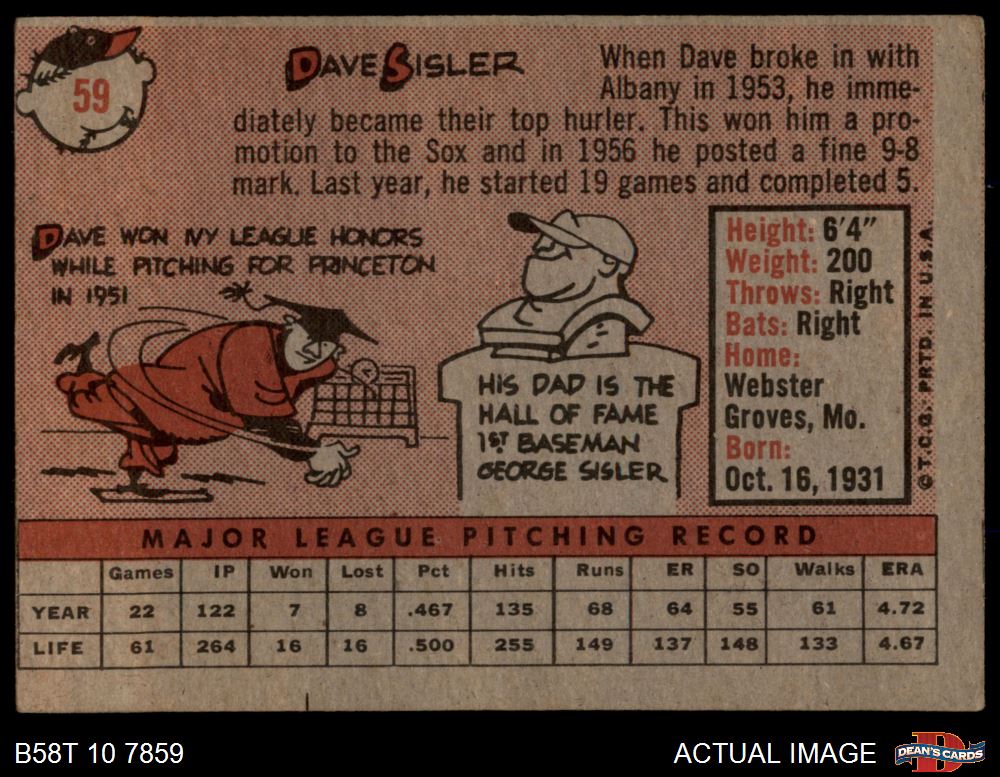 59
DAVE SISLER
When Dave broke in with
Albany in 1953, he imme-
diately became their top hurler. This won him a pro-
motion to the Sox and in 1956 he posted a fine 9-8
mark. Last year, he started 19 games and completed 5.
DAVE WON IVY LEAGUE HONORS
WHILE PITCHING FOR PRINCETON
IN 1951
HIS DAD IS THE
HALL OF FAME
1ST BASEMAN
GEORGE SISLER
Height: 6'4"
Weight: 200
Throws: Right
Bats: Right
Home:
Webster
Groves, Mo.
Born:
Oct. 16, 1931
© T.C.G. PRTD. IN U.S.A.
MAJOR LEAGUE PITCHING RECORD
Games IP Won Lost Pct Hits Runs ER SO Walks ERA
YEAR 22 122 7 8 .467 135 68 64 55 61 4.72
LIFE 61 264 16 16 .500 255 149 137 148 133 4.67
B58T 10 7859
ACTUAL IMAGE
D
DEAN'S CARDS